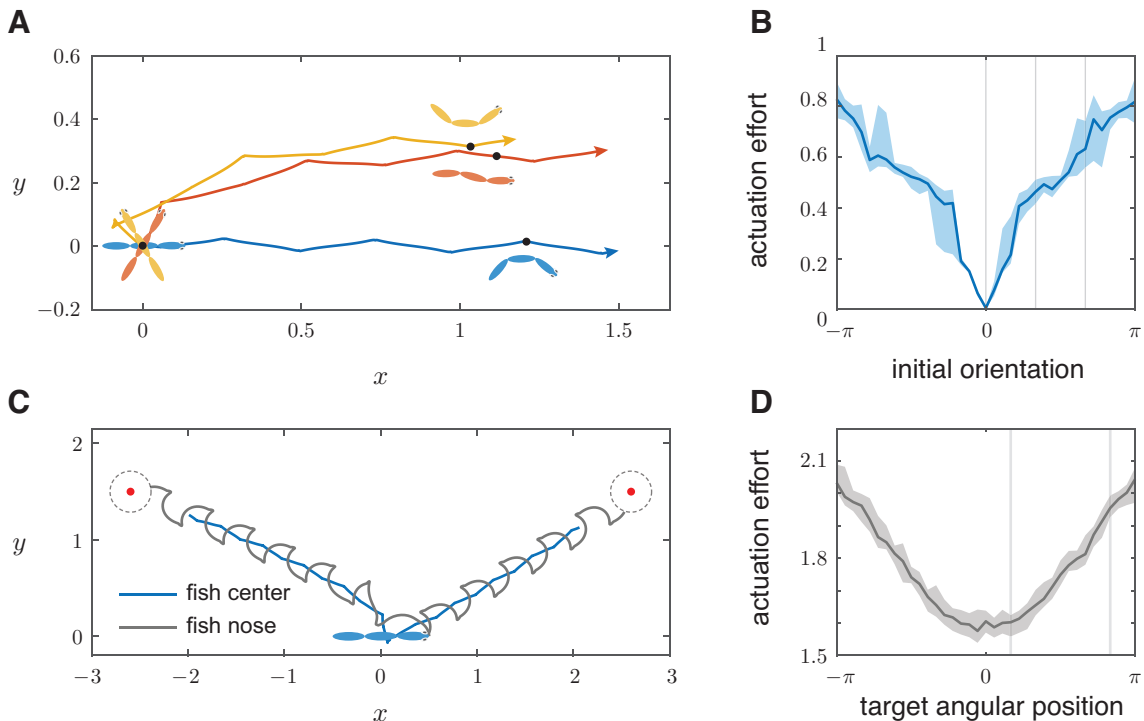 A
0.6
0.4
y
0.2
0
−0.2
0
0.5
1
1.5
x
B
1
0.8
0.6
0.4
0.2
0
actuation effort
−π
0
π
initial orientation
C
2
y
1
0
fish center
fish nose
−3
−2
−1
0
1
2
3
x
D
2.1
1.8
1.5
actuation effort
−π
0
π
target angular position